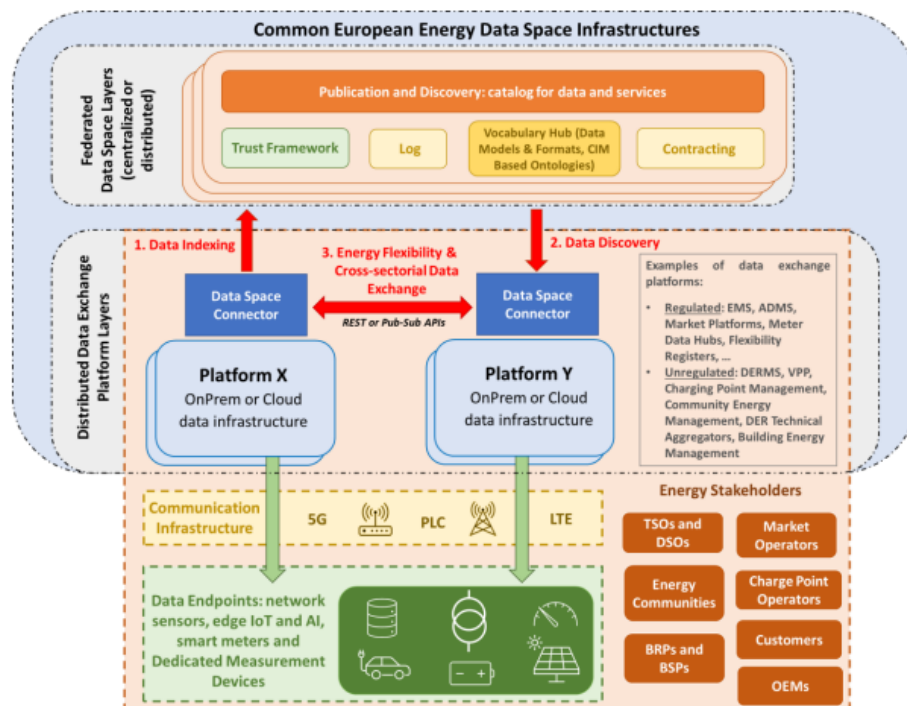 Common European Energy Data Space Infrastructures
Federated
Data Space Layers
(centralized or
distributed)
Publication and Discovery: catalog for data and services
Trust Framework
Log
Vocabulary Hub (Data
Models & Formats, CIM
Based Ontologies)
Contracting
1. Data Indexing
2. Data Discovery
3. Energy Flexibility &
Cross-sectorial Data
Exchange
REST or Pub-Sub APIs
Distributed Data Exchange
Platform Layers
Data Space
Connector
Data Space
Connector
Platform X
OnPrem or Cloud
data infrastructure
Platform Y
OnPrem or Cloud
data infrastructure
Examples of data exchange
platforms:
• Regulated: EMS, ADMS,
Market Platforms, Meter
Data Hubs, Flexibility
Registers, ...
• Unregulated: DERMS, VPP,
Charging Point Management,
Community Energy
Management, DER Technical
Aggregators, Building Energy
Management
Communication
Infrastructure
5G
PLC
LTE
Data Endpoints: network
sensors, edge IoT and AI,
smart meters and
Dedicated Measurement
Devices
Energy Stakeholders
TSOs and
DSOs
Market
Operators
Energy
Communities
Charge Point
Operators
BRPs and
BSPs
Customers
OEMs